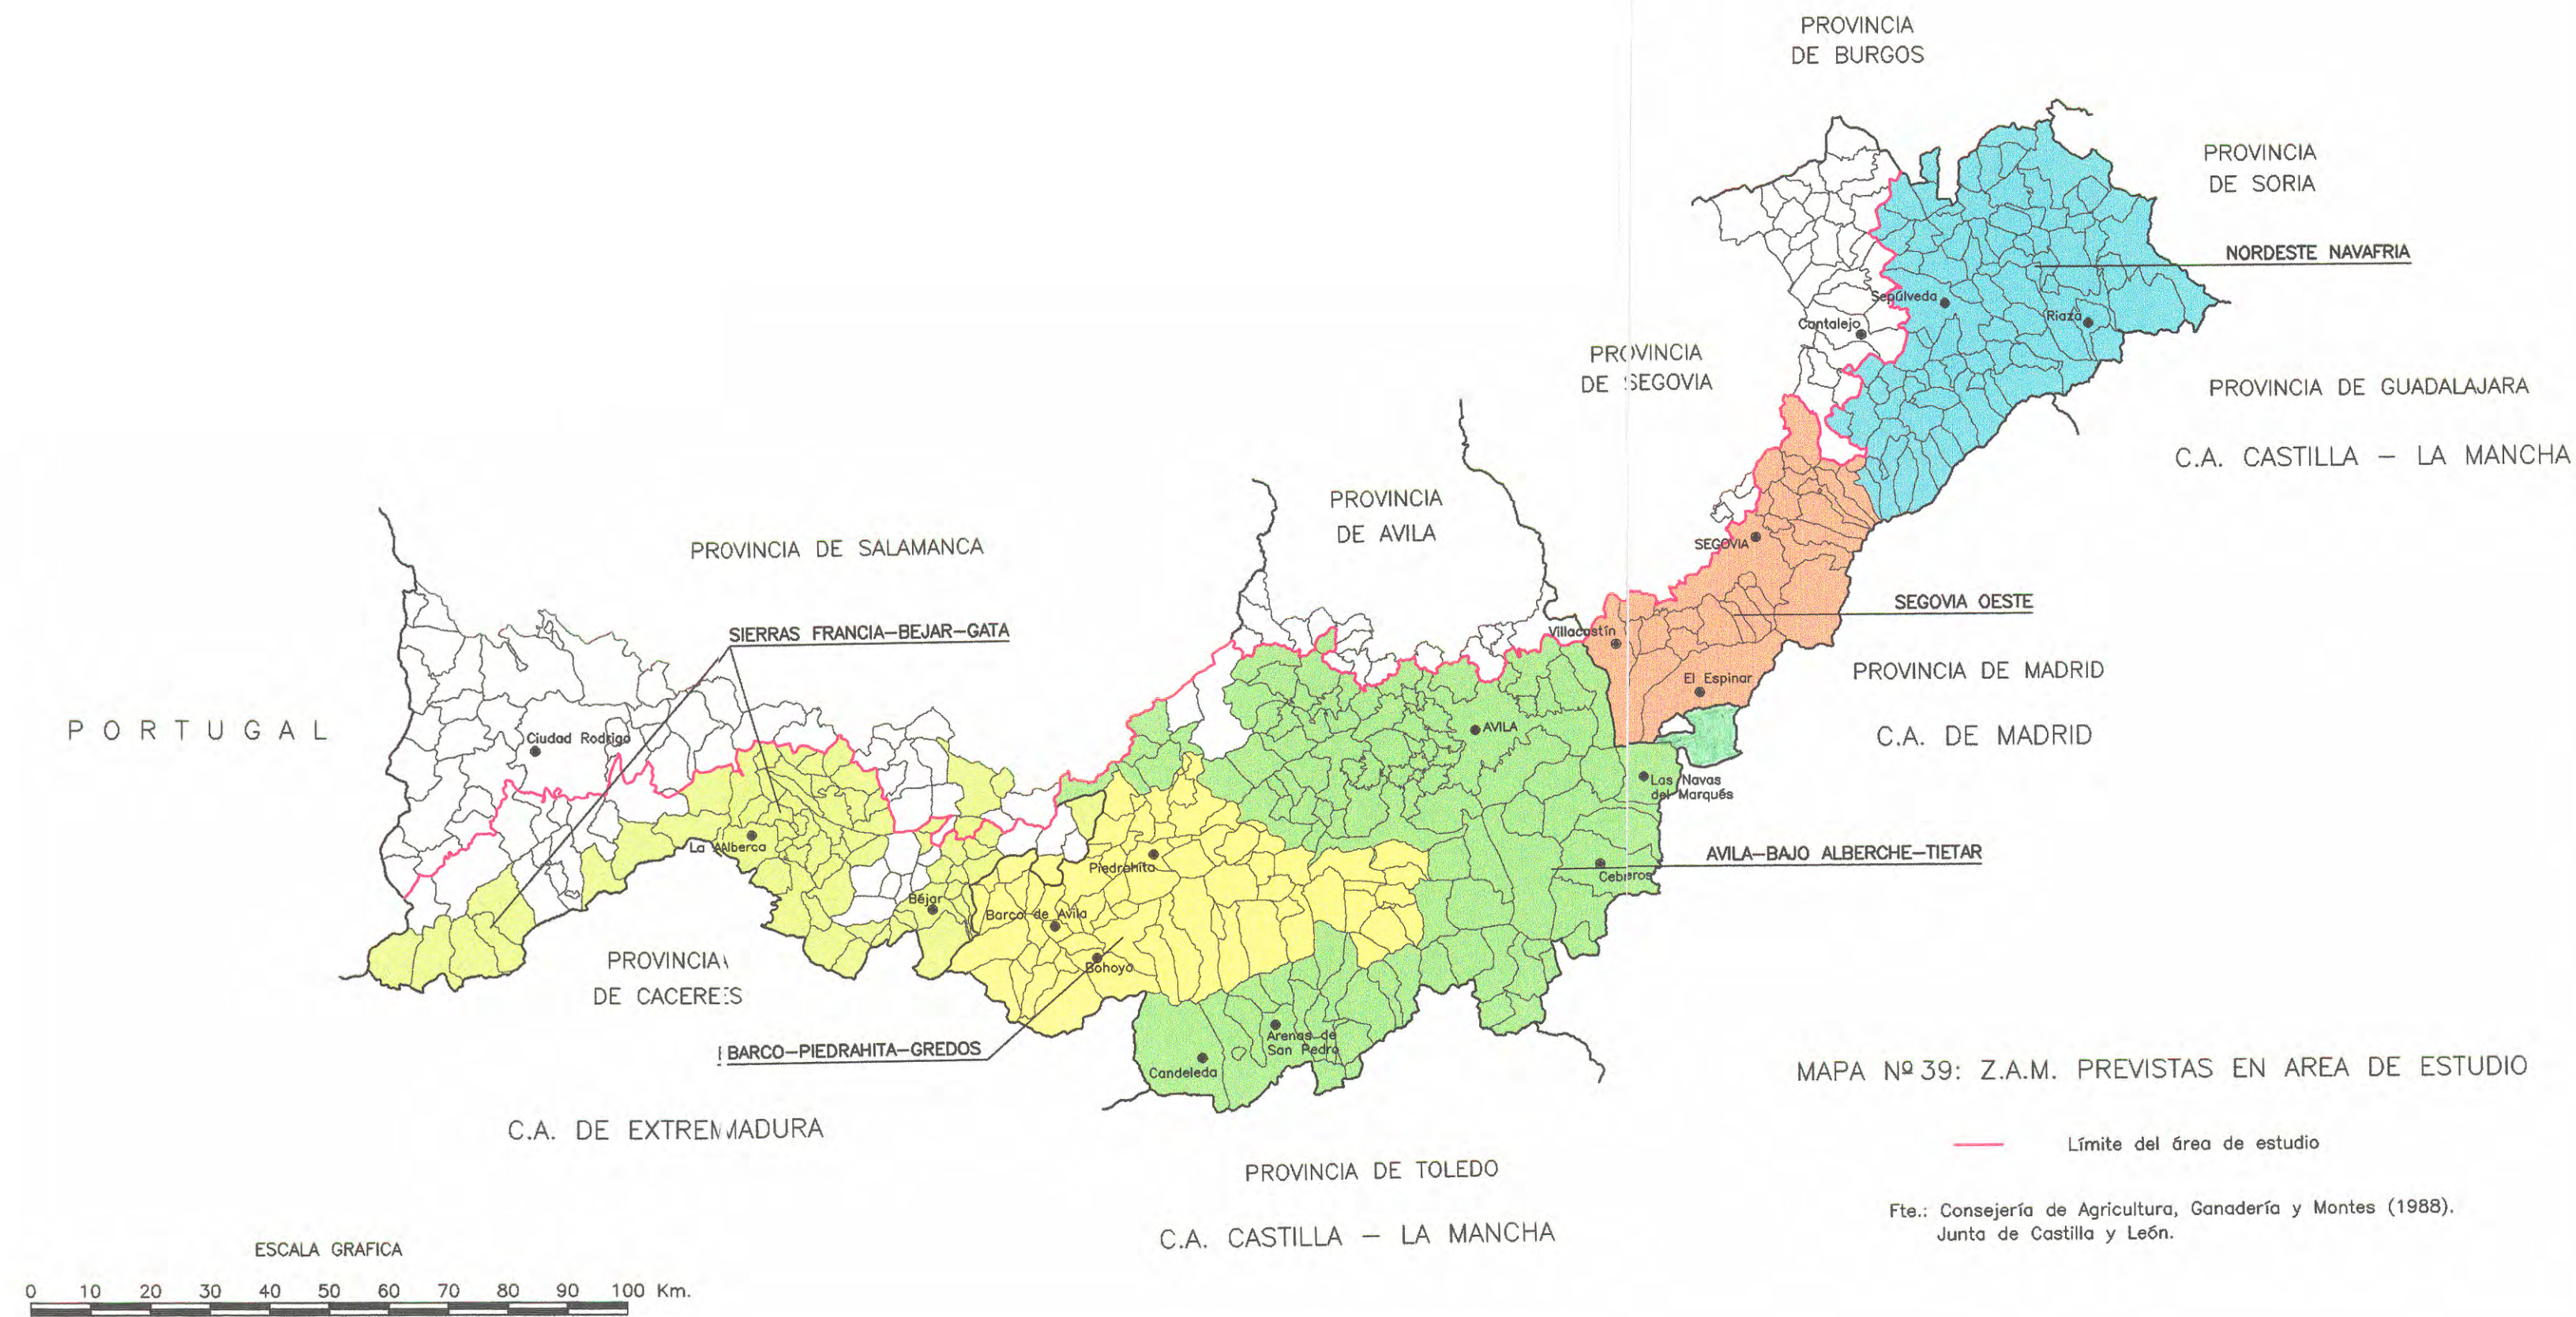 PROVINCIA
DE BURGOS
PROVINCIA
DE SORIA
NORDESTE NAVAFRIA
Sepúlveda
Riaza
Cantalejo
PROVINCIA
DE SEGOVIA
PROVINCIA DE GUADALAJARA
C.A. CASTILLA – LA MANCHA
PROVINCIA
DE AVILA
PROVINCIA DE SALAMANCA
SEGOVIA
SEGOVIA OESTE
SIERRAS FRANCIA–BEJAR–GATA
Villacastín
PROVINCIA DE MADRID
El Espinar
PORTUGAL
Ciudad Rodrigo
AVILA
C.A. DE MADRID
Las Navas
del Marqués
La Alberca
AVILA–BAJO ALBERCHE–TIETAR
Piedrahita
Cebreros
Béjar
Barco de Avila
PROVINCIA
DE CACERES
Bohoyo
BARCO–PIEDRAHITA–GREDOS
Arenas de
San Pedro
Candeleda
MAPA Nº 39: Z.A.M. PREVISTAS EN AREA DE ESTUDIO
C.A. DE EXTREMADURA
Límite del área de estudio
PROVINCIA DE TOLEDO
Fte.: Consejería de Agricultura, Ganadería y Montes (1988).
Junta de Castilla y León.
C.A. CASTILLA – LA MANCHA
ESCALA GRAFICA
0 10 20 30 40 50 60 70 80 90 100 Km.